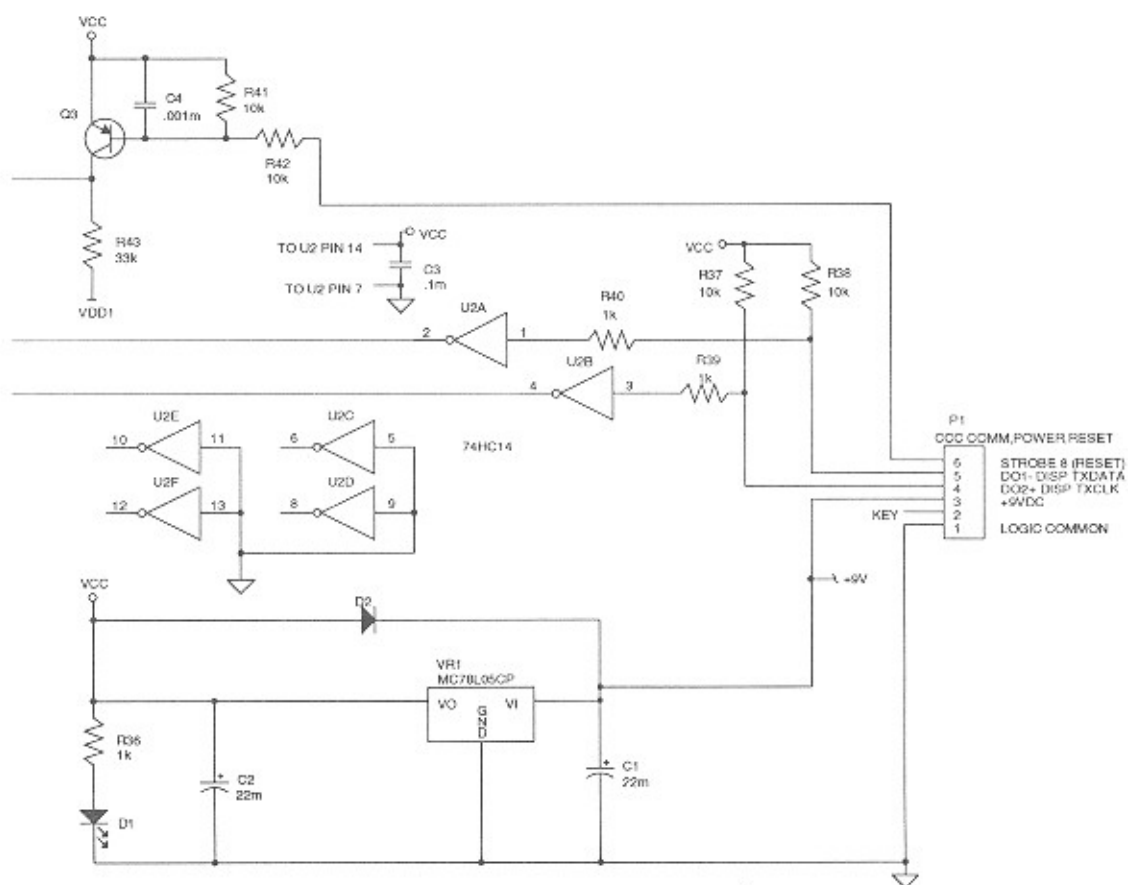 VCC
Q3
C4
.001m
R41
10k
R42
10k
R43
33k
VDD1
TO U2 PIN 14
VCC
C3
.1m
TO U2 PIN 7
VCC
R37
10k
R38
10k
2
U2A
1
R40
1k
4
U2B
3
R39
1k
10
U2E
11
6
U2C
5
74HC14
12
U2F
13
8
U2D
9
P1
CCC COMM,POWER RESET
6
STROBE 8 (RESET)
5
DO1- DISP TXDATA
4
DO2+ DISP TXCLK
3
+9VDC
KEY
2
1
LOGIC COMMON
+9V
VCC
D2
VR1
MC78L05CP
VO
GND
VI
R36
1k
C2
22m
C1
22m
D1